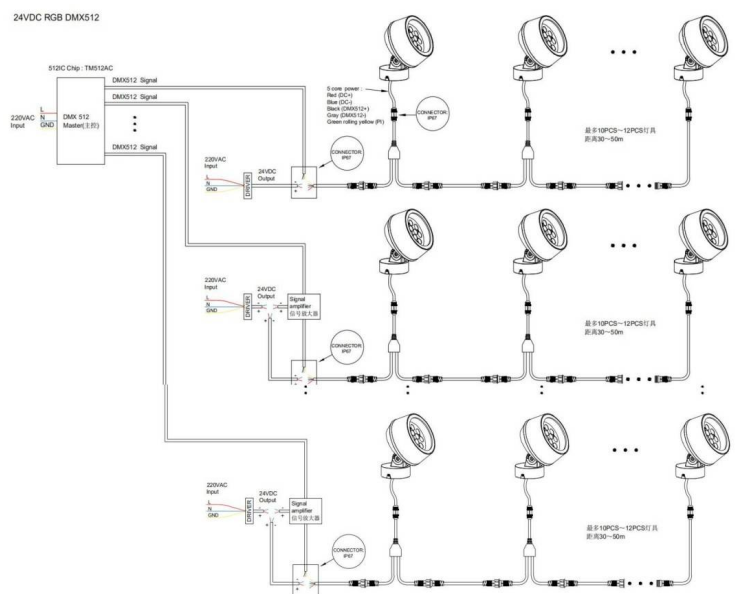 24VDC RGB DMX512
512IC Chip : TM512AC
DMX512 Signal
DMX512 Signal
DMX512 Signal
220VAC
Input
L
N
GND
DMX 512
Master(主控)
5 core power :
Red (DC+)
Blue (DC-)
Black (DMX512+)
Gray (DMX512-)
Green rolling yellow (PI)
CONNECTOR:
IP67
最多10PCS～12PCS灯具
距离30～50m
220VAC
Input
L
N
GND
DRIVER
24VDC
Output
- +
CONNECTOR:
IP67
220VAC
Input
L
N
GND
DRIVER
24VDC
Output
Signal
amplifier
信号放大器
CONNECTOR:
IP67
最多10PCS～12PCS灯具
距离30～50m
220VAC
Input
L
N
GND
DRIVER
24VDC
Output
Signal
amplifier
信号放大器
CONNECTOR:
IP67
最多10PCS～12PCS灯具
距离30～50m